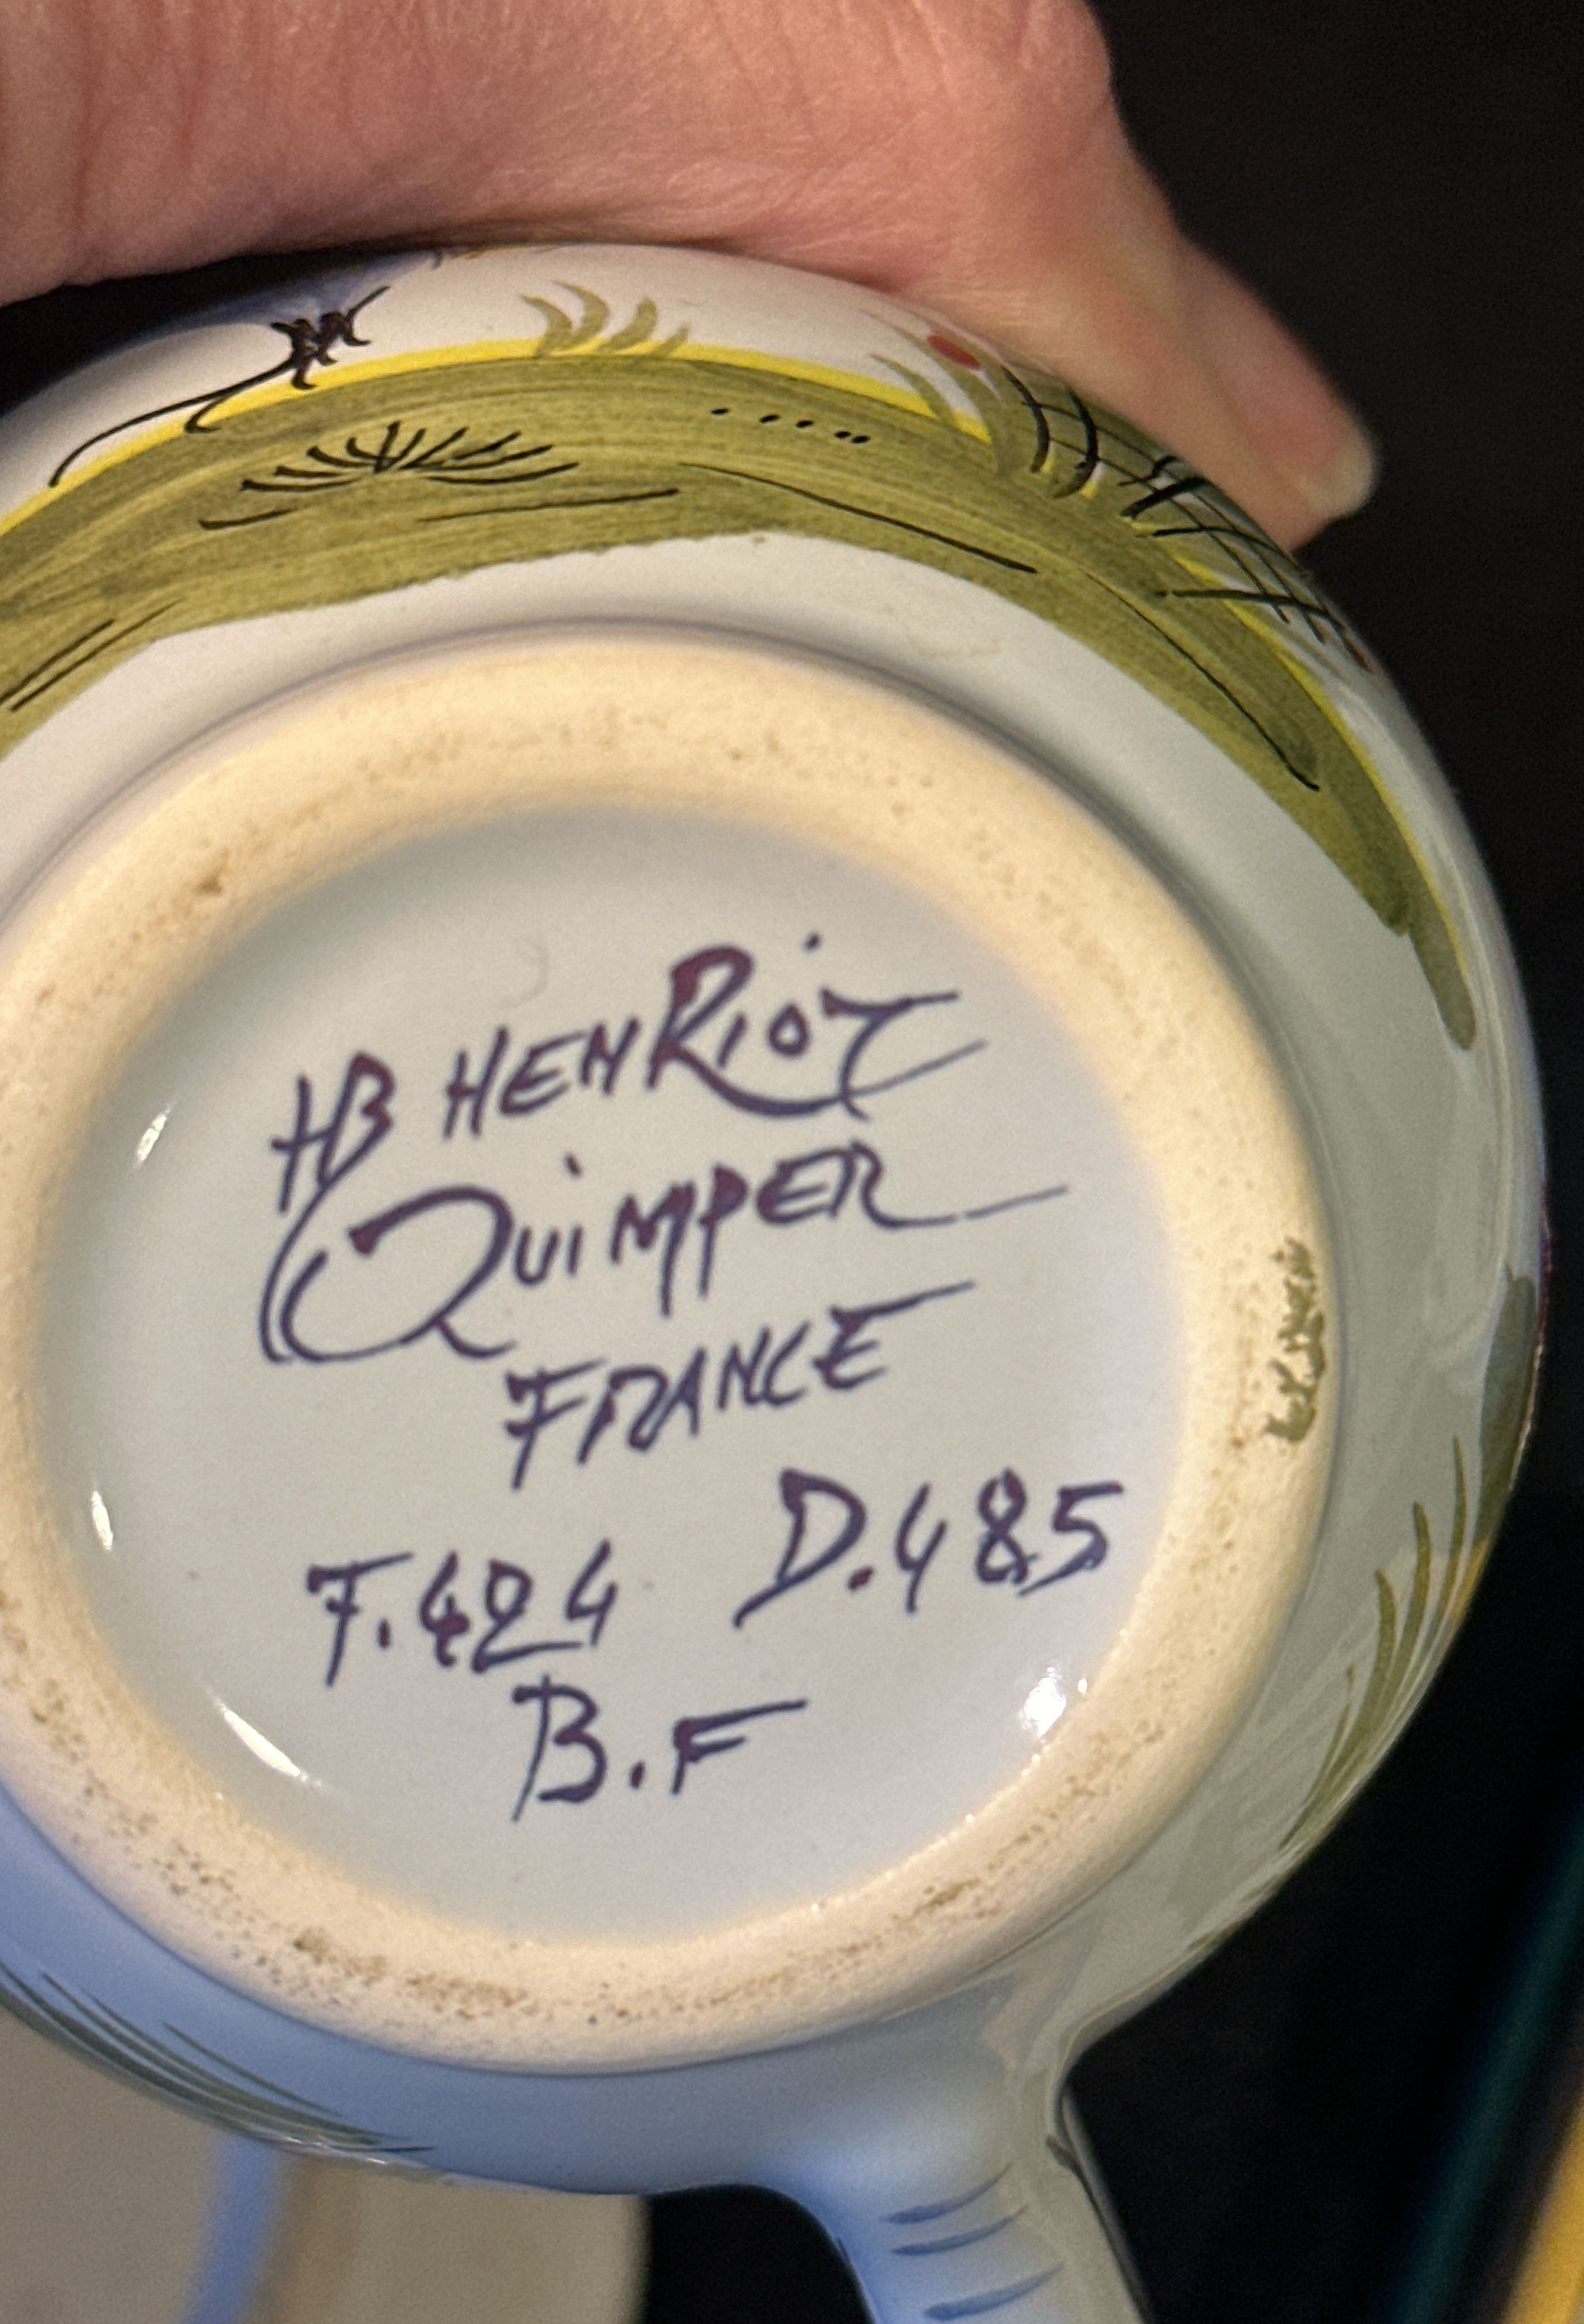 HB HENRIOT
QUIMPER
FRANCE
F.424 D.485
B.F